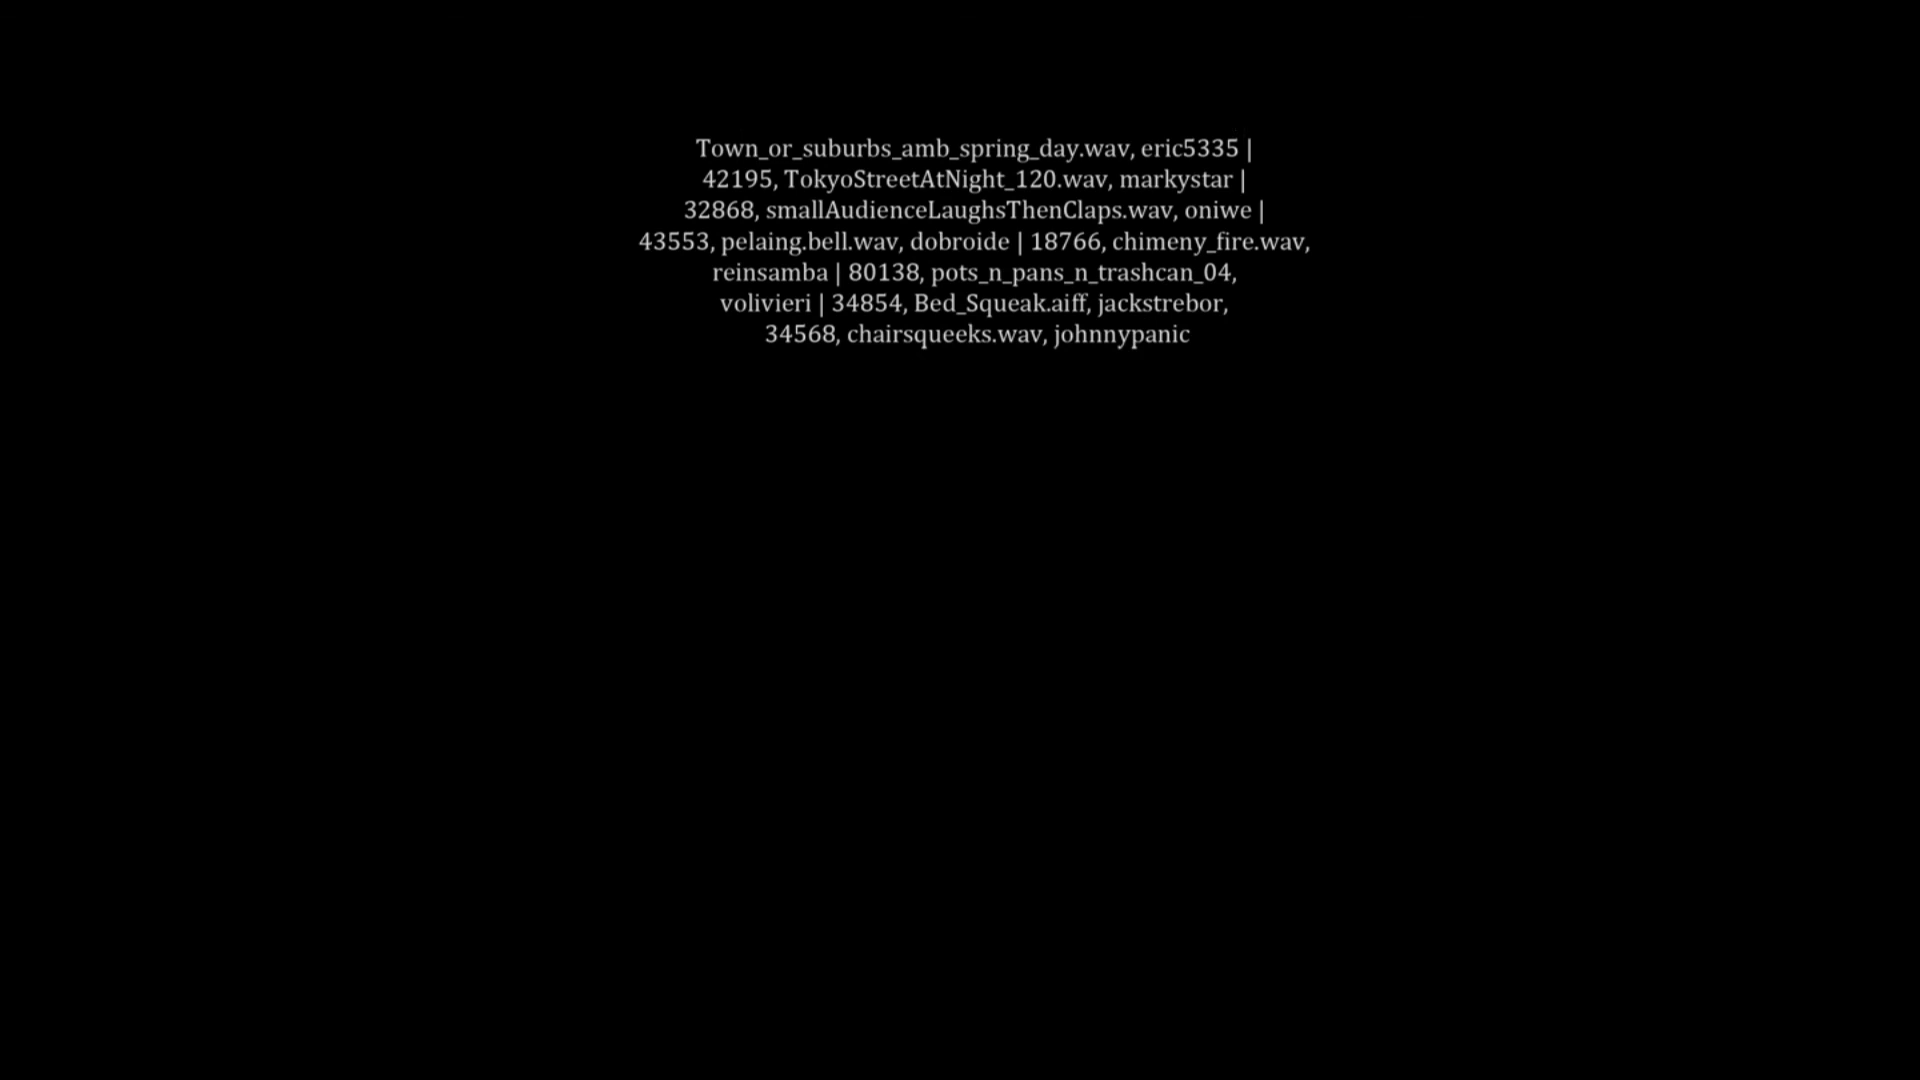 Town_or_suburbs_amb_spring_day.wav, eric5335 |
42195, TokyoStreetAtNight_120.wav, markystar |
32868, smallAudienceLaughsThenClaps.wav, oniwe |
43553, pelaing.bell.wav, dobroide | 18766, chimeny_fire.wav,
reinsamba | 80138, pots_n_pans_n_trashcan_04,
volivieri | 34854, Bed_Squeak.aiff, jackstrebor,
34568, chairsqueeks.wav, johnnypanic